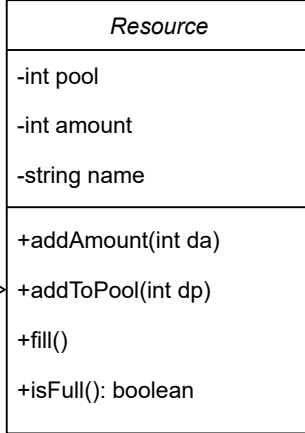 Resource
-int pool
-int amount
-string name
+addAmount(int da)
+addToPool(int dp)
+fill()
+isFull(): boolean